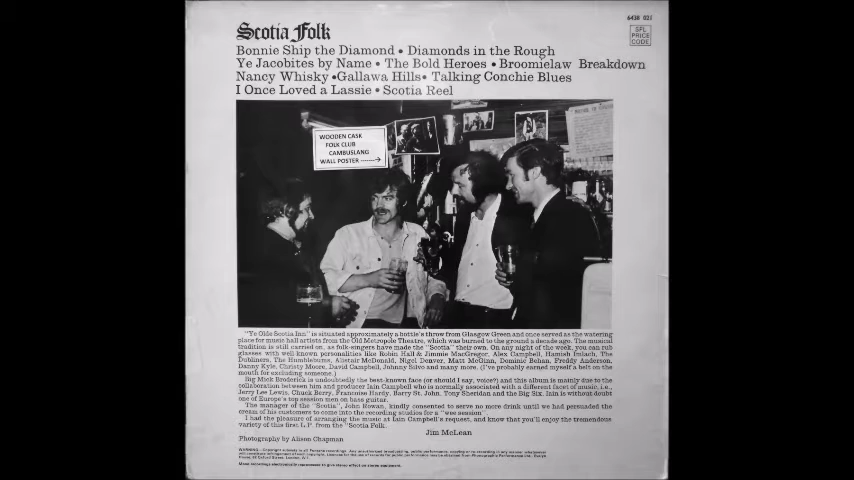 Scotia Folk
6438 021
SFL
PRICE
CODE
Bonnie Ship the Diamond • Diamonds in the Rough
Ye Jacobites by Name • The Bold Heroes • Broomielaw Breakdown
Nancy Whisky •Gallawa Hills• Talking Conchie Blues
I Once Loved a Lassie • Scotia Reel
WOODEN CASK
FOLK CLUB
CAMBUSLANG
WALL POSTER ------->
"Ye Olde Scotia Inn" is situated approximately a bottle's throw from Glasgow Green and once served as the watering
place for music hall artists from the Old Metropole Theatre, which was burned to the ground a decade ago. The musical
tradition is still carried on, as folk-singers have made the "Scotia" their own. On any night of the week, you can rub
glasses with well known personalities like Robin Hall & Jimmie MacGregor, Alex Campbell, Hamish Imlach, The
Dubliners, The Humblebums, Alistair McDonald, Nigel Denver, Matt McGinn, Dominic Behan, Freddy Anderson,
Danny Kyle, Christy Moore, David Campbell, Johnny Silvo and many more. (I've probably earned myself a belt on the
mouth for excluding someone.)
Big Mick Broderick is undoubtedly the best-known face (or should I say, voice?) and this album is mainly due to the
collaboration between him and producer Iain Campbell who is normally associated with a different facet of music, i.e.,
Jerry Lee Lewis, Chuck Berry, Francoise Hardy, Barry St. John, Tony Sheridan and the Big Six. Iain is without doubt
one of Europe's top session men on bass guitar.
The manager of the "Scotia", John Rowan, kindly consented to serve no more drink until we had persuaded the
cream of his customers to come into the recording studios for a "wee session"
I had the pleasure of arranging the music at Iain Campbell's request, and know that you'll enjoy the tremendous
variety of this first L.P. from the "Scotia Folk.
Jim McLean
Photography by Alison Chapman